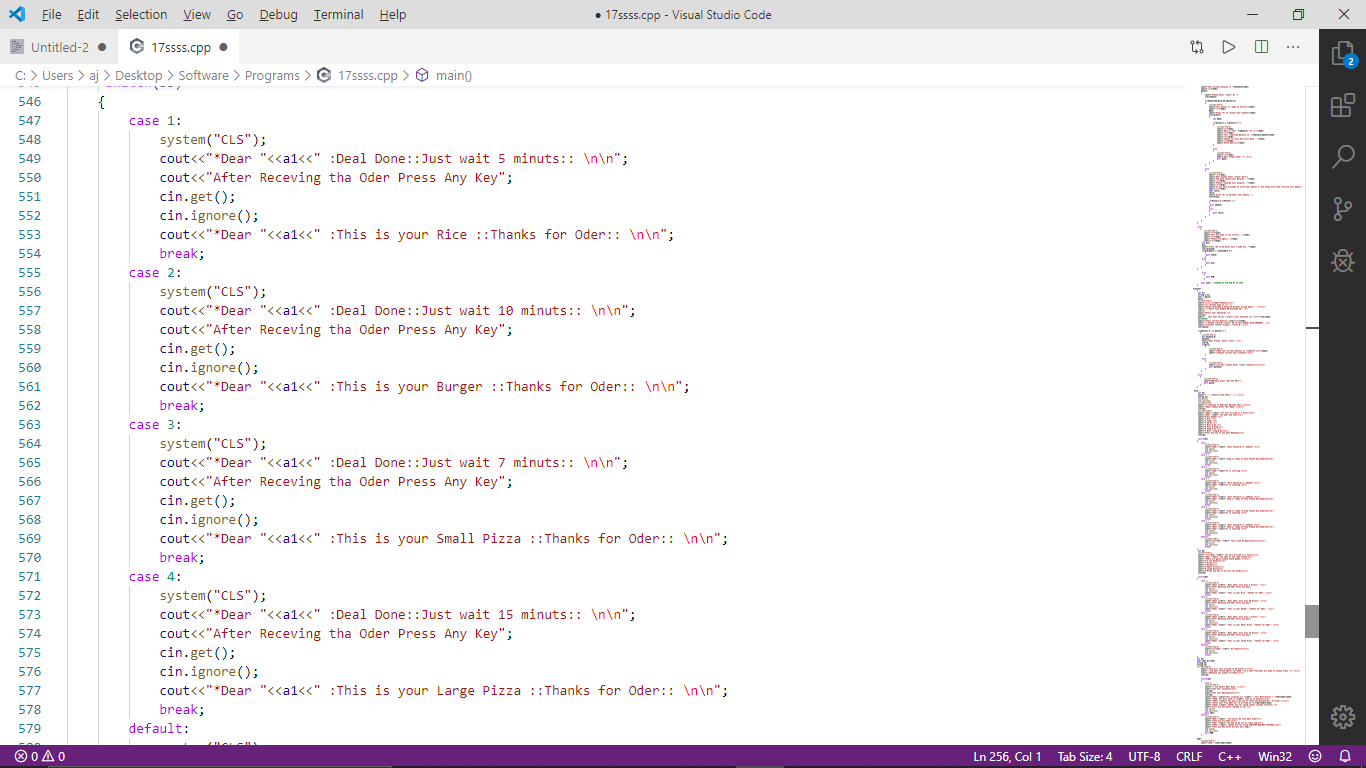 File Edit Selection View Go Debug Terminal Help ● 17ssss.cpp - Visual Studio Code
Untitled-2 ● 17ssss.cpp ●
C: > Users > aj > Desktop > Software > Programs > 17ssss.cpp > main()
546 {
547 case 1:
548 system("CLS");
549 cout<<"*Dear "<<a1<<" :Deal Done::Just wait 5 minuts:: \n\n";
550 cout<<"After Receving tha Oder Press Any Key";
551 cin.get();
552 cin.ignore();
553 cout<<"*Dear "<<a1<<" :This is your Rice ::Thanks for Oder:: \n\n";
554 break;
555 case 2:
556 system("CLS");
557 cout<<"*Dear "<<a1<<" :Deal Done::Just wait 10 minuts:: \n\n";
558 cout<<"After Receving tha Oder Press Any Key";
559 cin.get();
560 cin.ignore();
561 cout<<"*Dear "<<a1<<" :This is your Burger ::Thanks for Oder:: \n\n";
562 break;
563 case 3:
564 system("CLS");
565 cout<<"*Dear "<<a1<<" :Deal Done::Just wait 7 minuts:: \n\n";
566 cout<<"After Receving tha Oder Press Any Key";
567 cin.get();
568 cin.ignore();
569 cout<<"*Dear "<<a1<<" :This is your Small Pizza ::Thanks for Oder:: \n\n";
570 break;
571 case 4:
572 system("CLS");
573 cout<<"*Dear "<<a1<<" :Deal Done::Just wait 15 minuts:: \n\n";
574 cout<<"After Receving tha Oder Press Any Key";
575 cin.get();
576 cin.ignore();
577 cout<<"*Dear "<<a1<<" :This is your Large Pizza ::Thanks for Oder:: \n\n";
578 break;
579 default:
2
0 0 Ln 256, Col 1 Tab Size: 4 UTF-8 CRLF C++ Win32